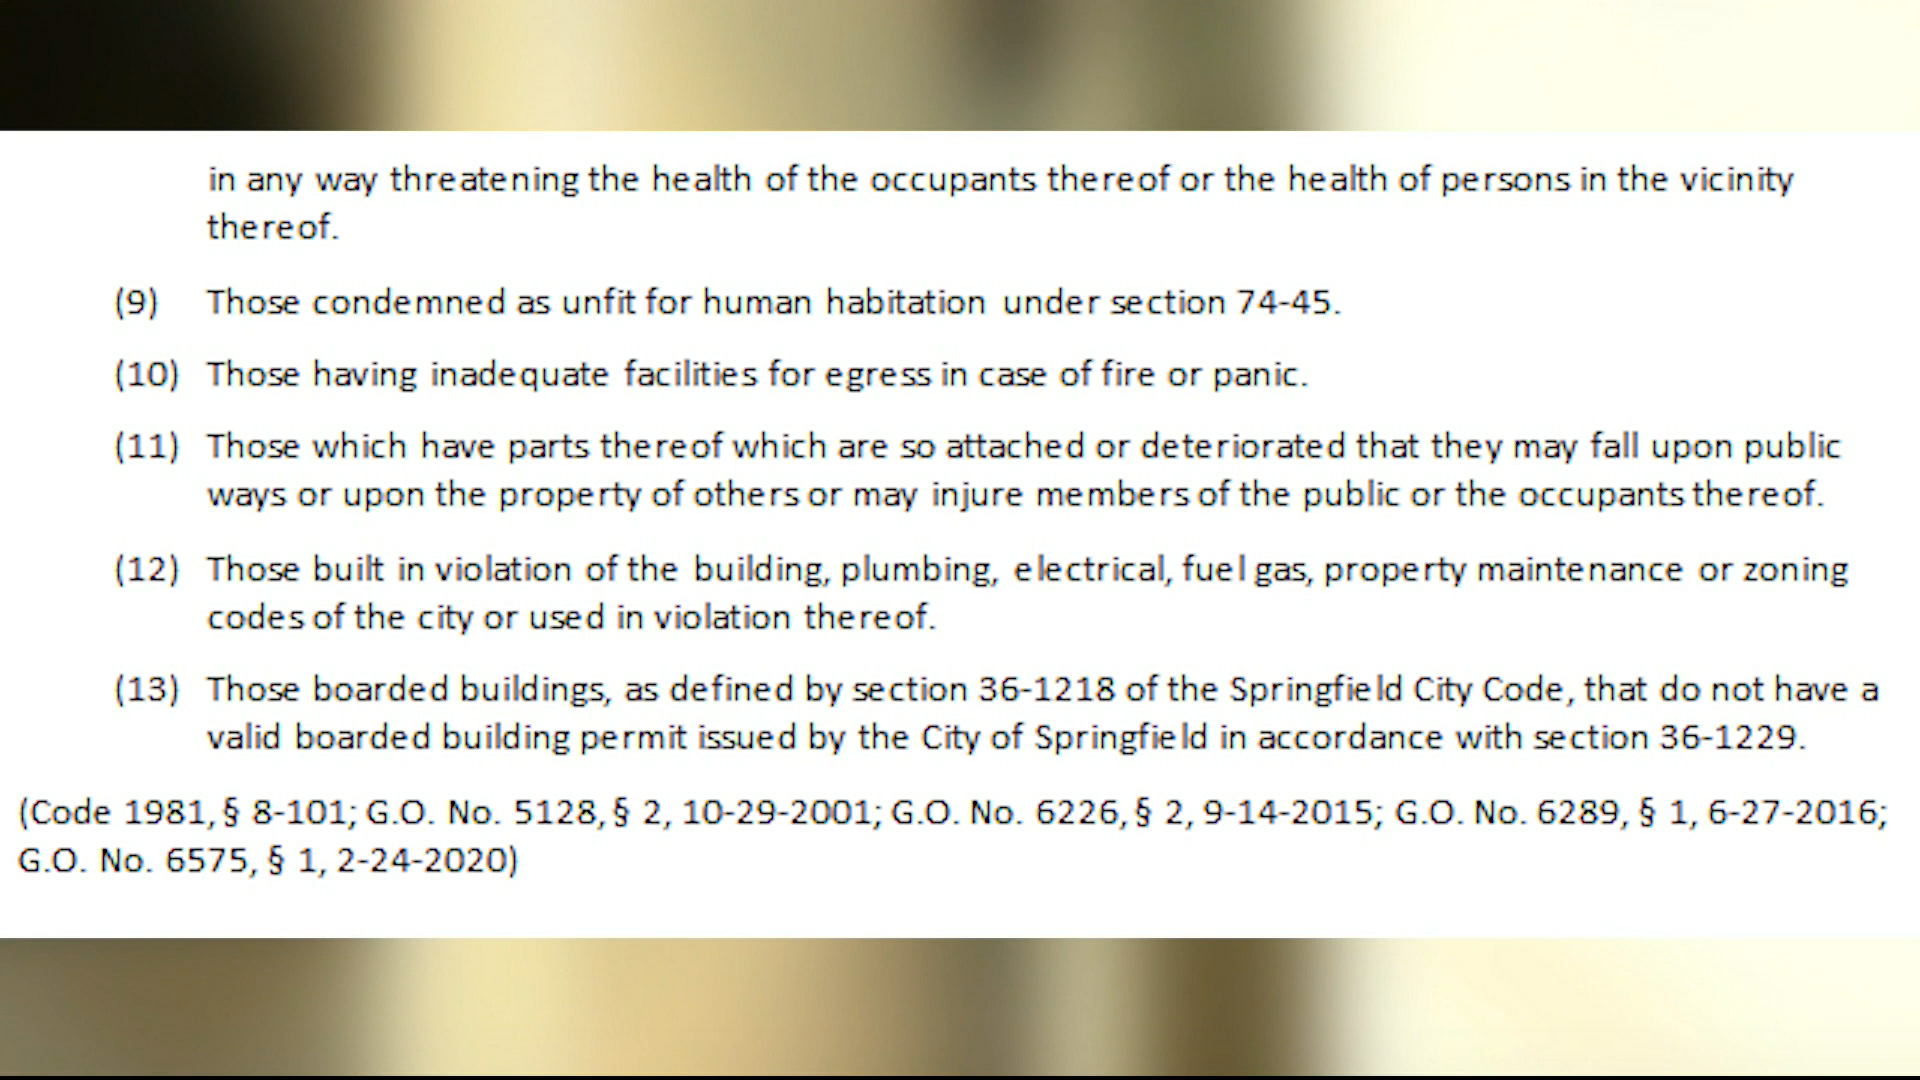 in any way threatening the health of the occupants thereof or the health of persons in the vicinity
thereof.
(9) Those condemned as unfit for human habitation under section 74-45.
(10) Those having inadequate facilities for egress in case of fire or panic.
(11) Those which have parts thereof which are so attached or deteriorated that they may fall upon public
ways or upon the property of others or may injure members of the public or the occupants thereof.
(12) Those built in violation of the building, plumbing, electrical, fuel gas, property maintenance or zoning
codes of the city or used in violation thereof.
(13) Those boarded buildings, as defined by section 36-1218 of the Springfield City Code, that do not have a
valid boarded building permit issued by the City of Springfield in accordance with section 36-1229.
(Code 1981, § 8-101; G.O. No. 5128, § 2, 10-29-2001; G.O. No. 6226, § 2, 9-14-2015; G.O. No. 6289, § 1, 6-27-2016;
G.O. No. 6575, § 1, 2-24-2020)